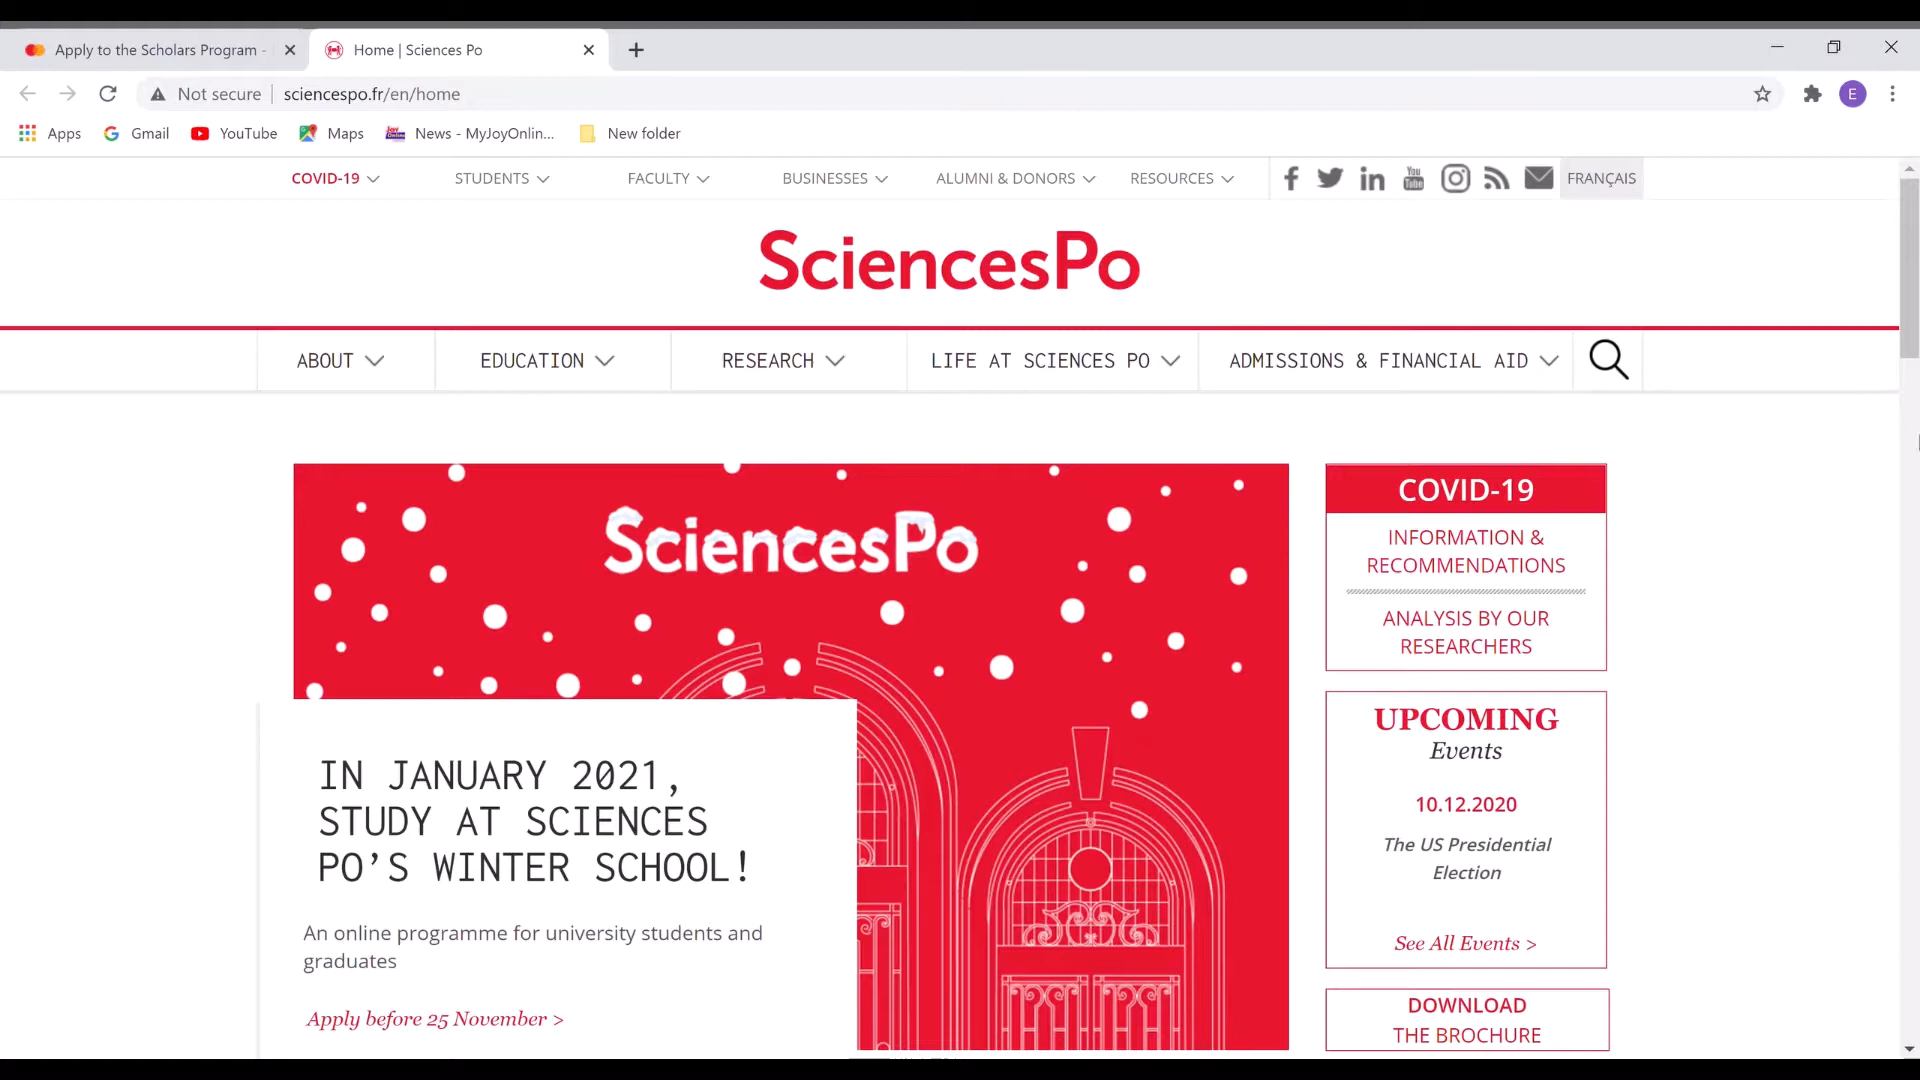 Apply to the Scholars Program -
Home | Sciences Po
Not secure
sciencespo.fr/en/home
E
Apps
Gmail
YouTube
Maps
News - MyJoyOnlin...
New folder
COVID-19
STUDENTS
FACULTY
BUSINESSES
ALUMNI & DONORS
RESOURCES
FRANÇAIS
SciencesPo
ABOUT
EDUCATION
RESEARCH
LIFE AT SCIENCES PO
ADMISSIONS & FINANCIAL AID
SciencesPo
IN JANUARY 2021,
STUDY AT SCIENCES
PO’S WINTER SCHOOL!
An online programme for university students and
graduates
Apply before 25 November >
COVID-19
INFORMATION &
RECOMMENDATIONS
ANALYSIS BY OUR
RESEARCHERS
UPCOMING
Events
10.12.2020
The US Presidential
Election
See All Events >
DOWNLOAD
THE BROCHURE